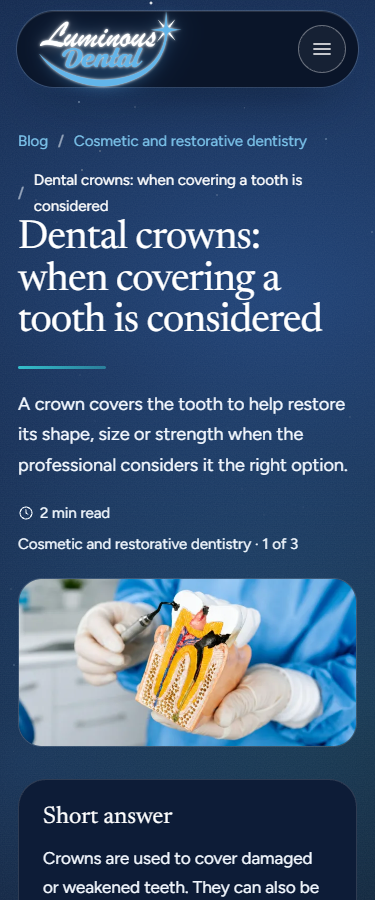 Luminous
Dental
Blog / Cosmetic and restorative dentistry
/ Dental crowns: when covering a tooth is
considered
Dental crowns:
when covering a
tooth is considered
A crown covers the tooth to help restore
its shape, size or strength when the
professional considers it the right option.
2 min read
Cosmetic and restorative dentistry · 1 of 3
Short answer
Crowns are used to cover damaged
or weakened teeth. They can also be